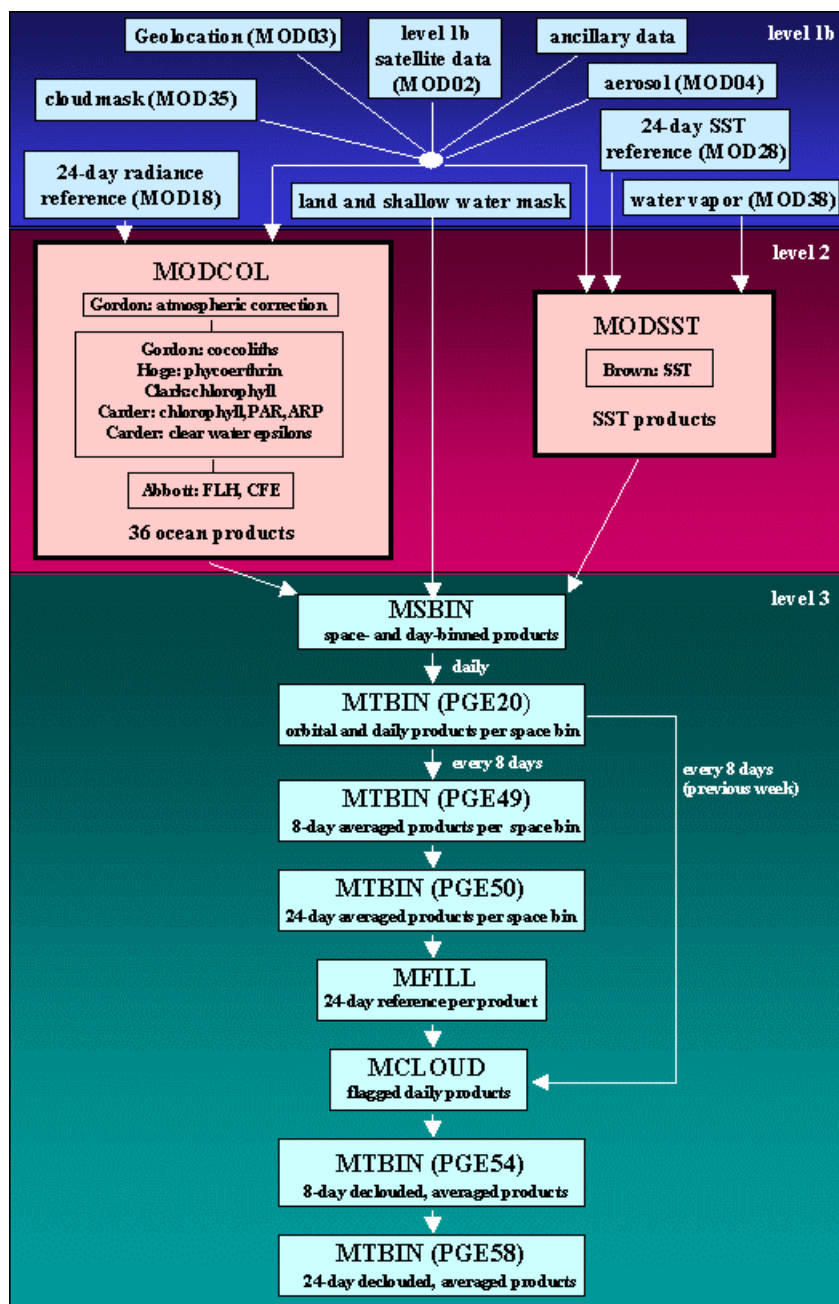 level 1b
Geolocation (MOD03)
level 1b
satellite data
(MOD02)
ancillary data
cloud mask (MOD35)
aerosol (MOD04)
24-day SST
reference (MOD28)
24-day radiance
reference (MOD18)
land and shallow water mask
water vapor (MOD38)
level 2
MODCOL
Gordon: atmospheric correction
Gordon: coccoliths
Hoge: phycoerthrin
Clark:chlorophyll
Carder: chlorophyll,PAR,ARP
Carder: clear water epsilons
Abbott: FLH, CFE
36 ocean products
MODSST
Brown: SST
SST products
level 3
MSBIN
space- and day-binned products
daily
MTBIN (PGE20)
orbital and daily products per space bin
every 8 days
every 8 days
(previous week)
MTBIN (PGE49)
8-day averaged products per space bin
MTBIN (PGE50)
24-day averaged products per space bin
MFILL
24-day reference per product
MCLOUD
flagged daily products
MTBIN (PGE54)
8-day declouded, averaged products
MTBIN (PGE58)
24-day declouded, averaged products